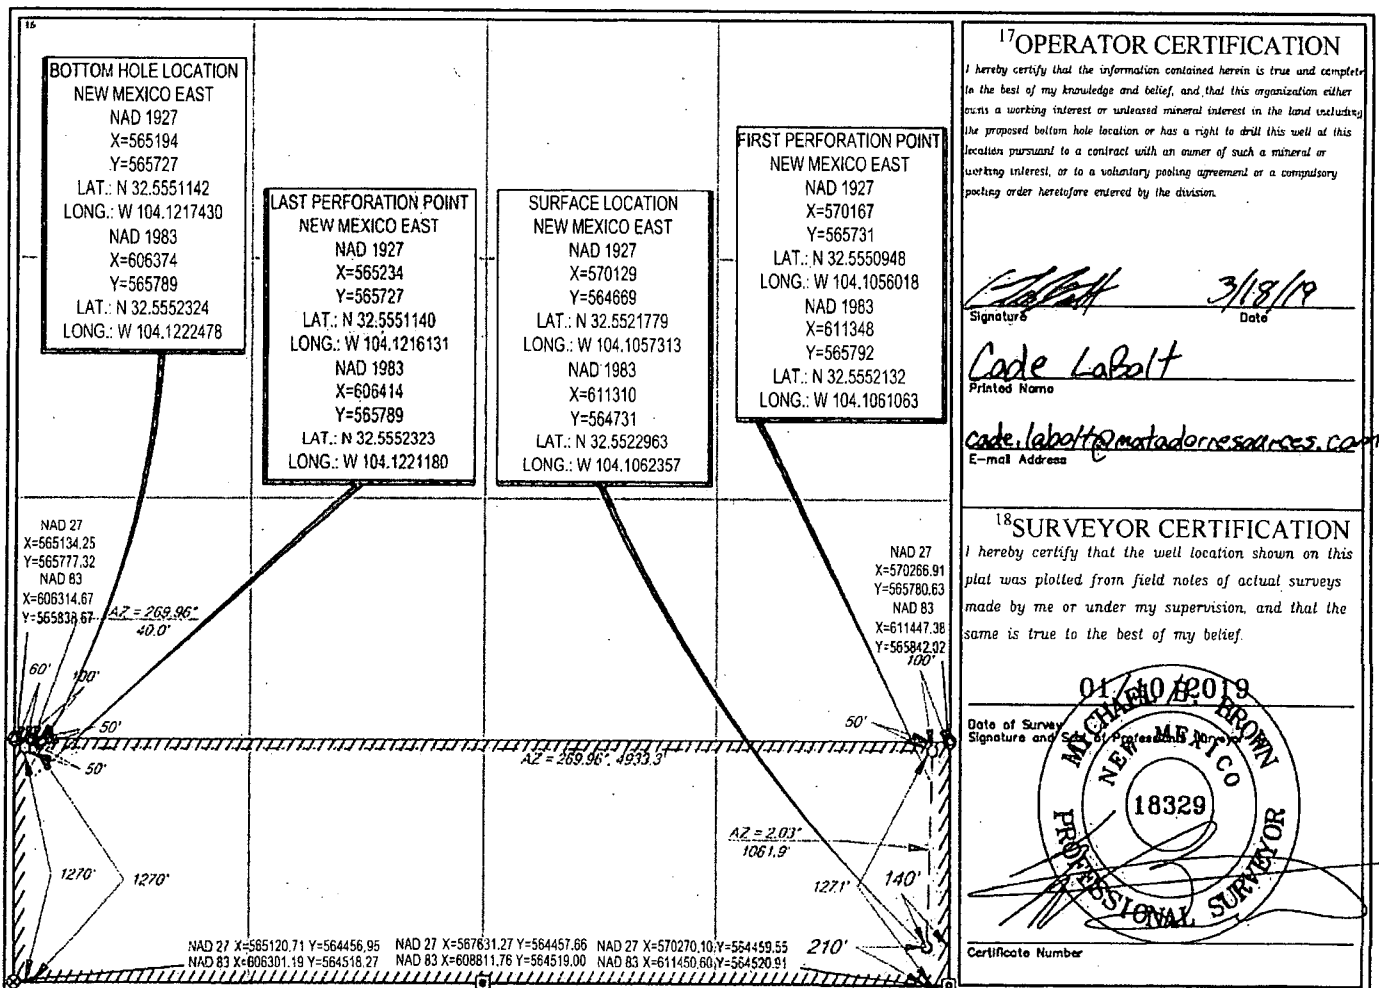 16
BOTTOM HOLE LOCATION
NEW MEXICO EAST
NAD 1927
X=565194
Y=565727
LAT.: N 32.5551142
LONG.: W 104.1217430
NAD 1983
X=606374
Y=565789
LAT.: N 32.5552324
LONG.: W 104.1222478
LAST PERFORATION POINT
NEW MEXICO EAST
NAD 1927
X=565234
Y=565727
LAT.: N 32.5551140
LONG.: W 104.1216131
NAD 1983
X=606414
Y=565789
LAT.: N 32.5552323
LONG.: W 104.1221180
SURFACE LOCATION
NEW MEXICO EAST
NAD 1927
X=570129
Y=564669
LAT.: N 32.5521779
LONG.: W 104.1057313
NAD 1983
X=611310
Y=564731
LAT.: N 32.5522963
LONG.: W 104.1062357
FIRST PERFORATION POINT
NEW MEXICO EAST
NAD 1927
X=570167
Y=565731
LAT.: N 32.5550948
LONG.: W 104.1056018
NAD 1983
X=611348
Y=565792
LAT.: N 32.5552132
LONG.: W 104.1061063
NAD 27
X=565134.25
Y=565777.32
NAD 83
X=606314.67
Y=565838.67
AZ = 269.96°
40.0'
60'
100'
50'
50'
NAD 27
X=570266.91
Y=565780.63
NAD 83
X=611447.38
Y=565842.02
100'
50'
AZ = 269.96°, 4933.3'
AZ = 2.03°
1061.9'
1270'
1270'
1271'
140'
210'
NAD 27 X=565120.71 Y=564456.95
NAD 83 X=606301.19 Y=564518.27
NAD 27 X=567631.27 Y=564457.66
NAD 83 X=608811.76 Y=564519.00
NAD 27 X=570270.10 Y=564459.55
NAD 83 X=611450.60 Y=564520.91
17 OPERATOR CERTIFICATION
I hereby certify that the information contained herein is true and complete
to the best of my knowledge and belief, and that this organization either
owns a working interest or unleased mineral interest in the land including
the proposed bottom hole location or has a right to drill this well at this
location pursuant to a contract with an owner of such a mineral or
working interest, or to a voluntary pooling agreement or a compulsory
pooling order heretofore entered by the division.
3/18/19
Signature Date
Cade LaBolt
Printed Name
cade.labolt@matadorresources.com
E-mail Address
18 SURVEYOR CERTIFICATION
I hereby certify that the well location shown on this
plat was plotted from field notes of actual surveys
made by me or under my supervision, and that the
same is true to the best of my belief.
01/10/2019
Date of Survey
Signature and Seal of Professional Surveyor
MICHAEL B. BROWN
NEW MEXICO
18329
PROFESSIONAL SURVEYOR
Certificate Number